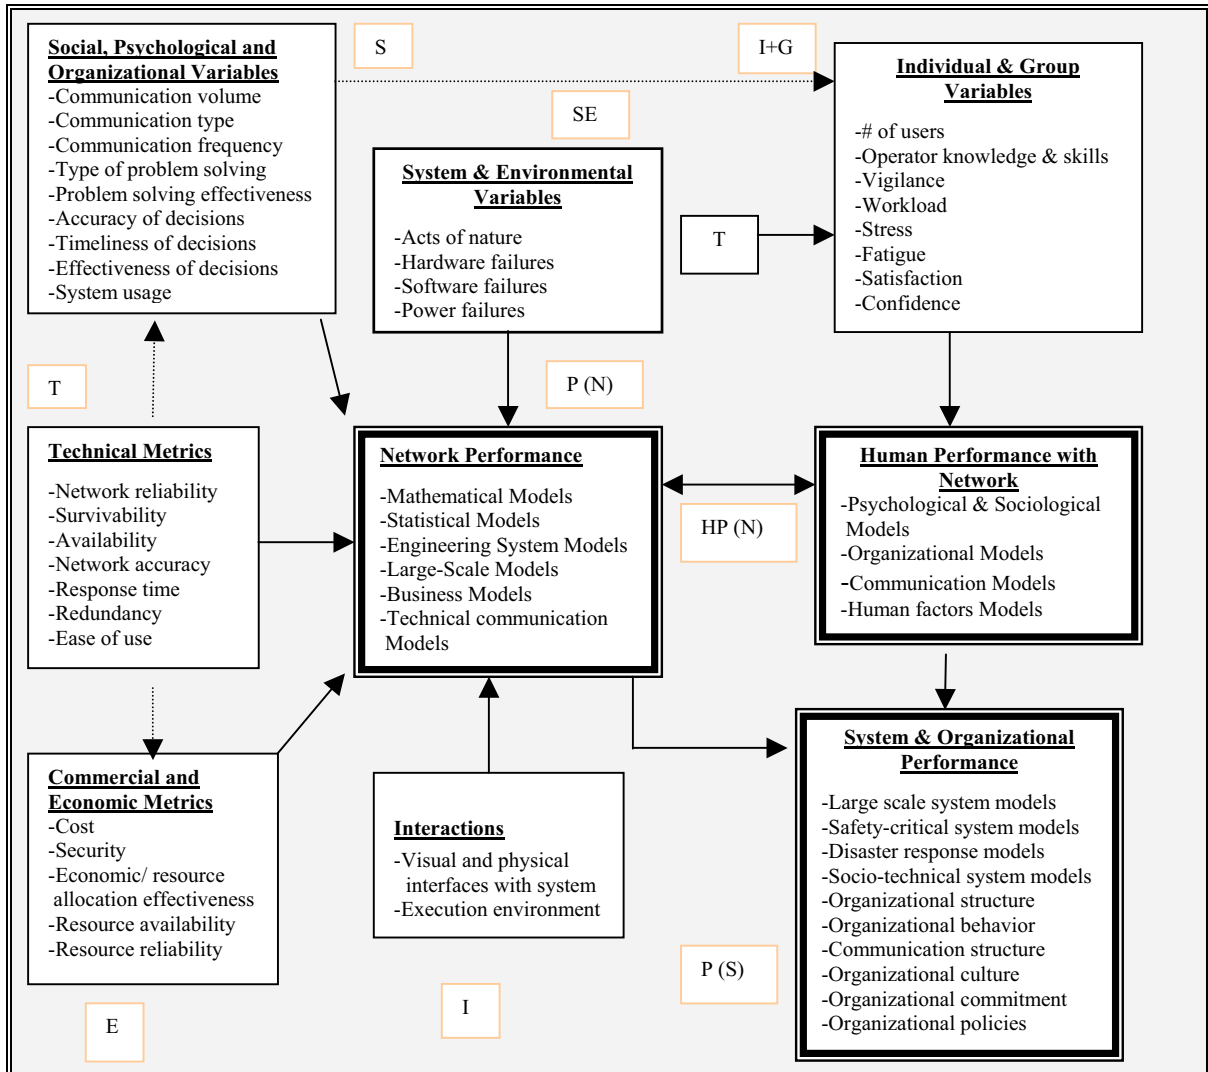 Social, Psychological and
Organizational Variables
-Communication volume
-Communication type
-Communication frequency
-Type of problem solving
-Problem solving effectiveness
-Accuracy of decisions
-Timeliness of decisions
-Effectiveness of decisions
-System usage
S
I+G
SE
Individual & Group
Variables
-# of users
-Operator knowledge & skills
-Vigilance
-Workload
-Stress
-Fatigue
-Satisfaction
-Confidence
System & Environmental
Variables
-Acts of nature
-Hardware failures
-Software failures
-Power failures
T
T
P (N)
Technical Metrics
-Network reliability
-Survivability
-Availability
-Network accuracy
-Response time
-Redundancy
-Ease of use
Network Performance
-Mathematical Models
-Statistical Models
-Engineering System Models
-Large-Scale Models
-Business Models
-Technical communication
Models
HP (N)
Human Performance with
Network
-Psychological & Sociological
Models
-Organizational Models
-Communication Models
-Human factors Models
Commercial and
Economic Metrics
-Cost
-Security
-Economic/ resource
allocation effectiveness
-Resource availability
-Resource reliability
E
Interactions
-Visual and physical
interfaces with system
-Execution environment
I
P (S)
System & Organizational
Performance
-Large scale system models
-Safety-critical system models
-Disaster response models
-Socio-technical system models
-Organizational structure
-Organizational behavior
-Communication structure
-Organizational culture
-Organizational commitment
-Organizational policies